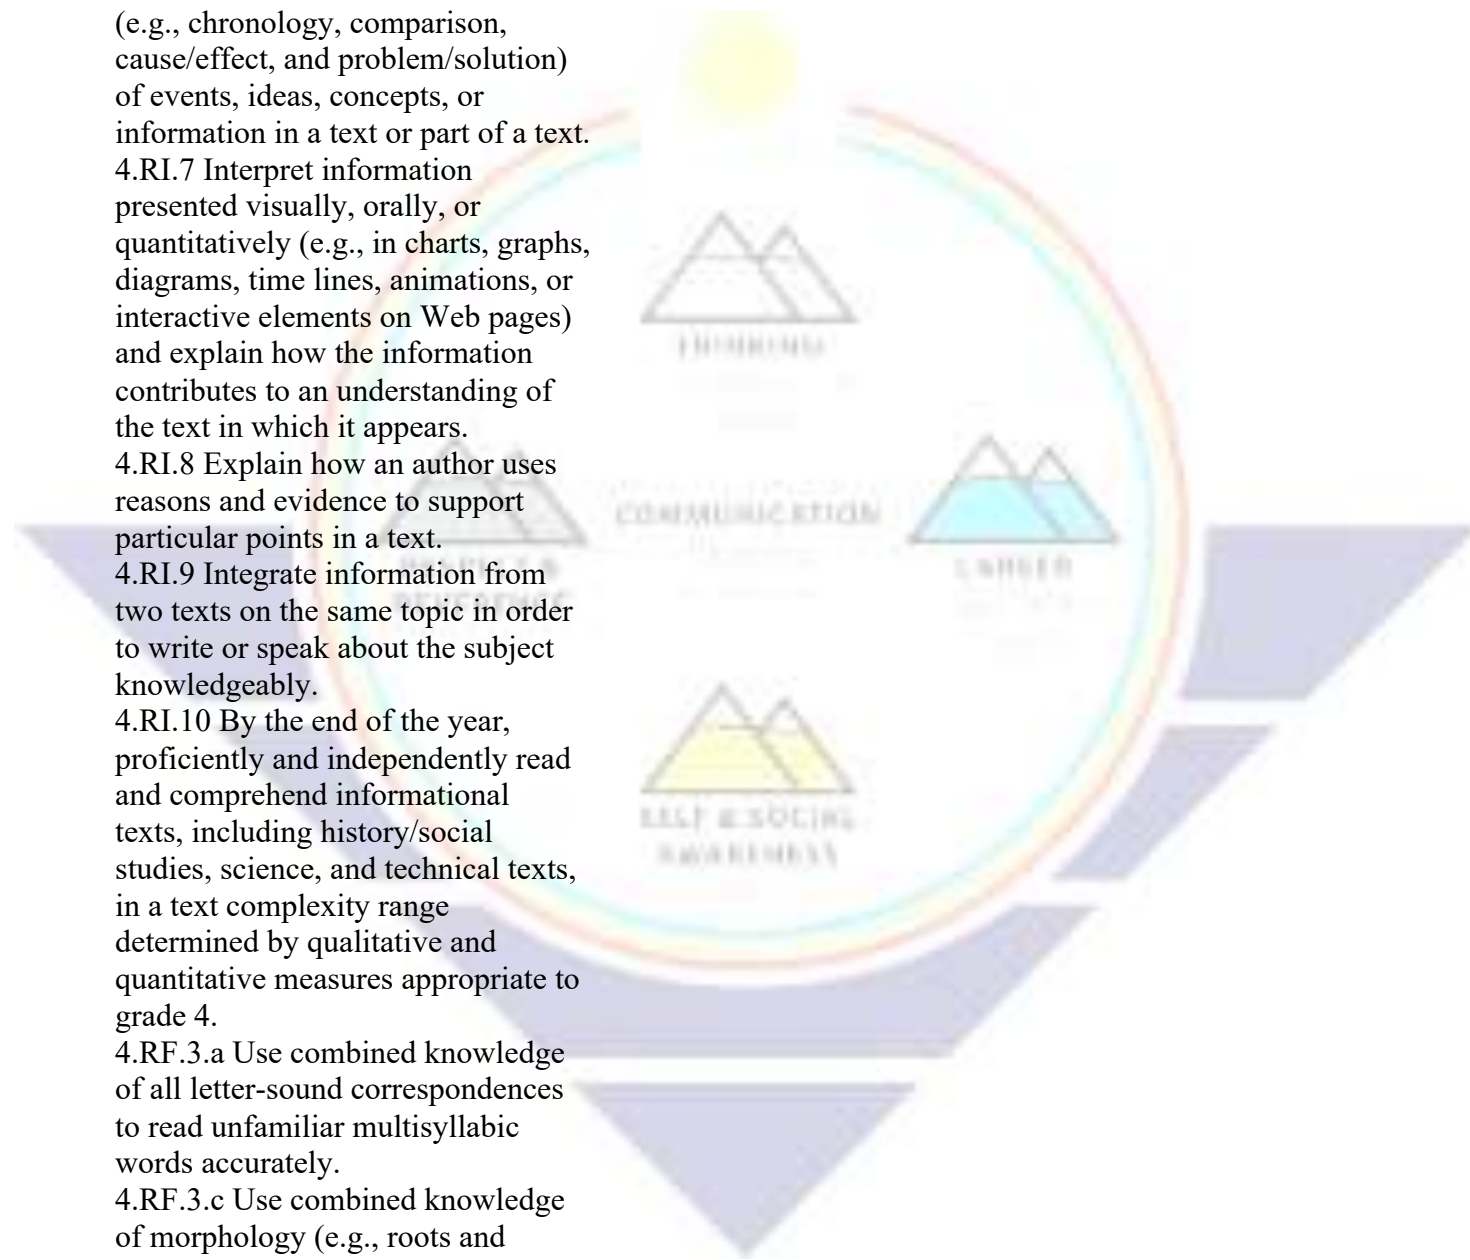 (e.g., chronology, comparison,
cause/effect, and problem/solution)
of events, ideas, concepts, or
information in a text or part of a text.
4.RI.7 Interpret information
presented visually, orally, or
quantitatively (e.g., in charts, graphs,
diagrams, time lines, animations, or
interactive elements on Web pages)
and explain how the information
contributes to an understanding of
the text in which it appears.
4.RI.8 Explain how an author uses
reasons and evidence to support
particular points in a text.
4.RI.9 Integrate information from
two texts on the same topic in order
to write or speak about the subject
knowledgeably.
4.RI.10 By the end of the year,
proficiently and independently read
and comprehend informational
texts, including history/social
studies, science, and technical texts,
in a text complexity range
determined by qualitative and
quantitative measures appropriate to
grade 4.
4.RF.3.a Use combined knowledge
of all letter-sound correspondences
to read unfamiliar multisyllabic
words accurately.
4.RF.3.c Use combined knowledge
of morphology (e.g., roots and
THINKING
COMMUNICATION
CAREER
SELF & SOCIAL
AWARENESS